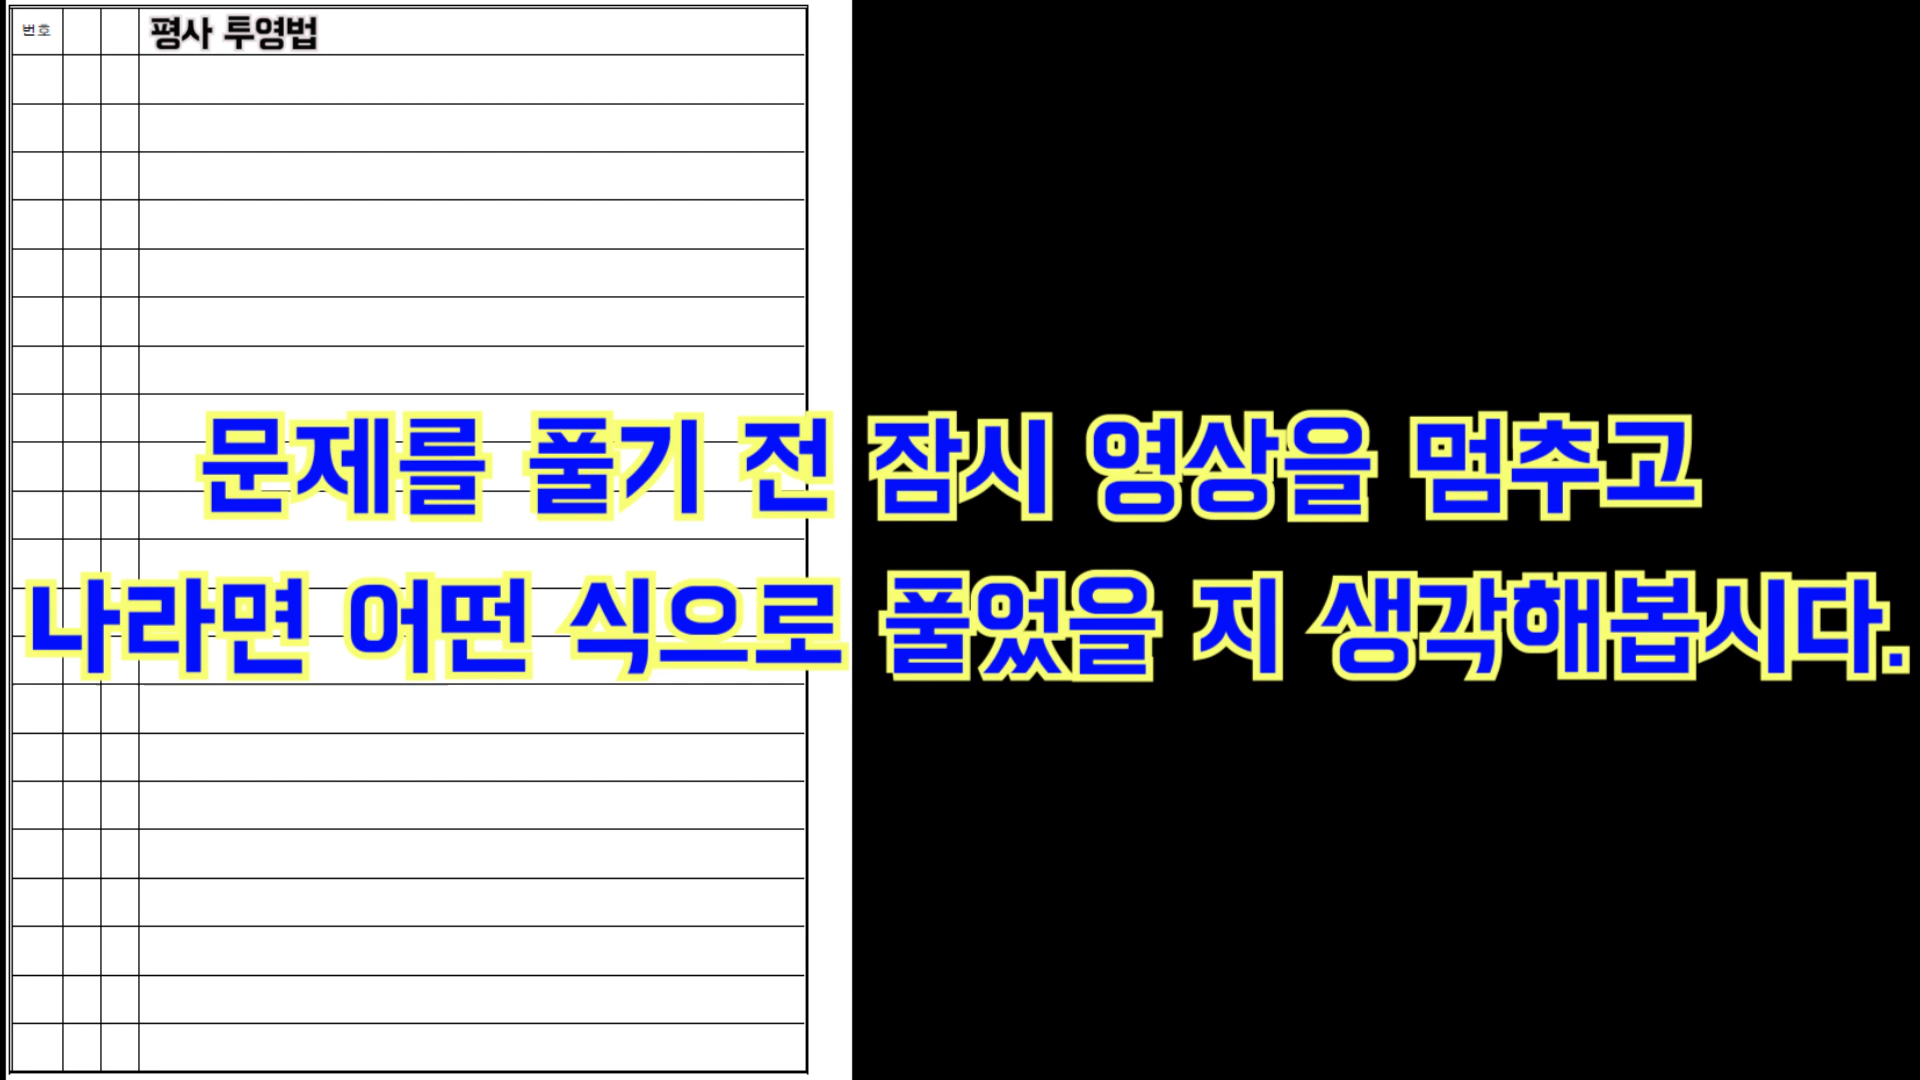 번호
평사 투영법
문제를 풀기 전 잠시 영상을 멈추고
나라면 어떤 식으로 풀었을 지 생각해봅시다.